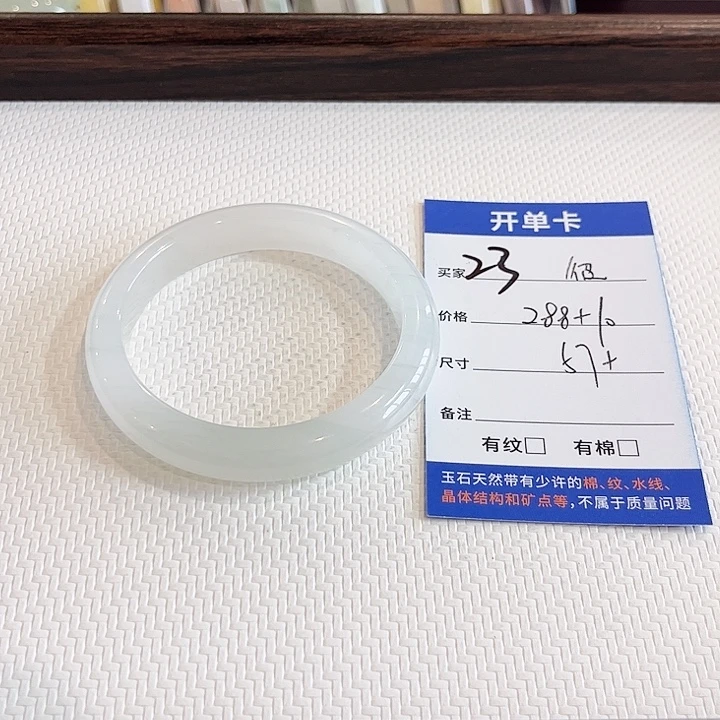 开单卡
买家 23
价格 288+10
尺寸 57+
备注
有纹□ 有棉□
玉石天然带有少许的棉、纹、水线、
晶体结构和矿点等,不属于质量问题